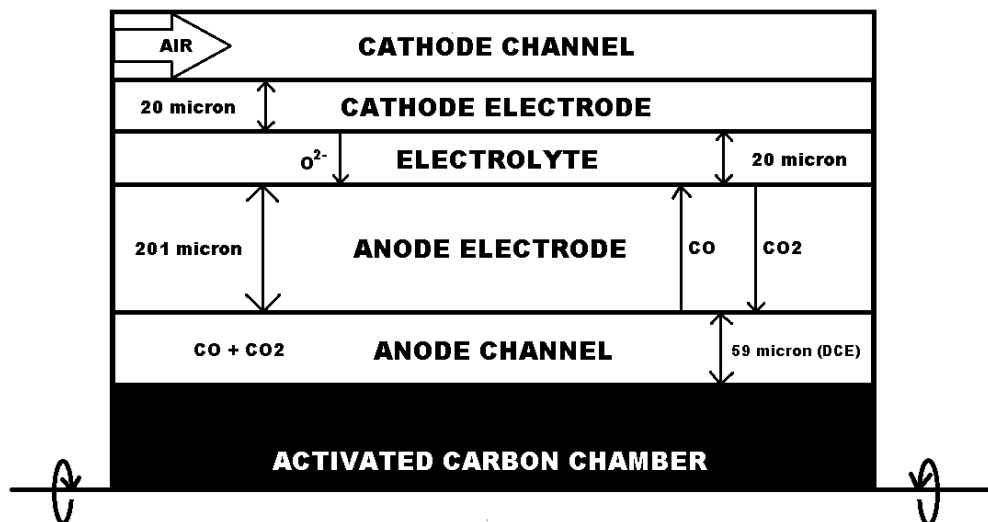 AIR
CATHODE CHANNEL
20 micron
CATHODE ELECTRODE
O²⁻
ELECTROLYTE
20 micron
201 micron
ANODE ELECTRODE
CO
CO2
CO + CO2
ANODE CHANNEL
59 micron (DCE)
ACTIVATED CARBON CHAMBER